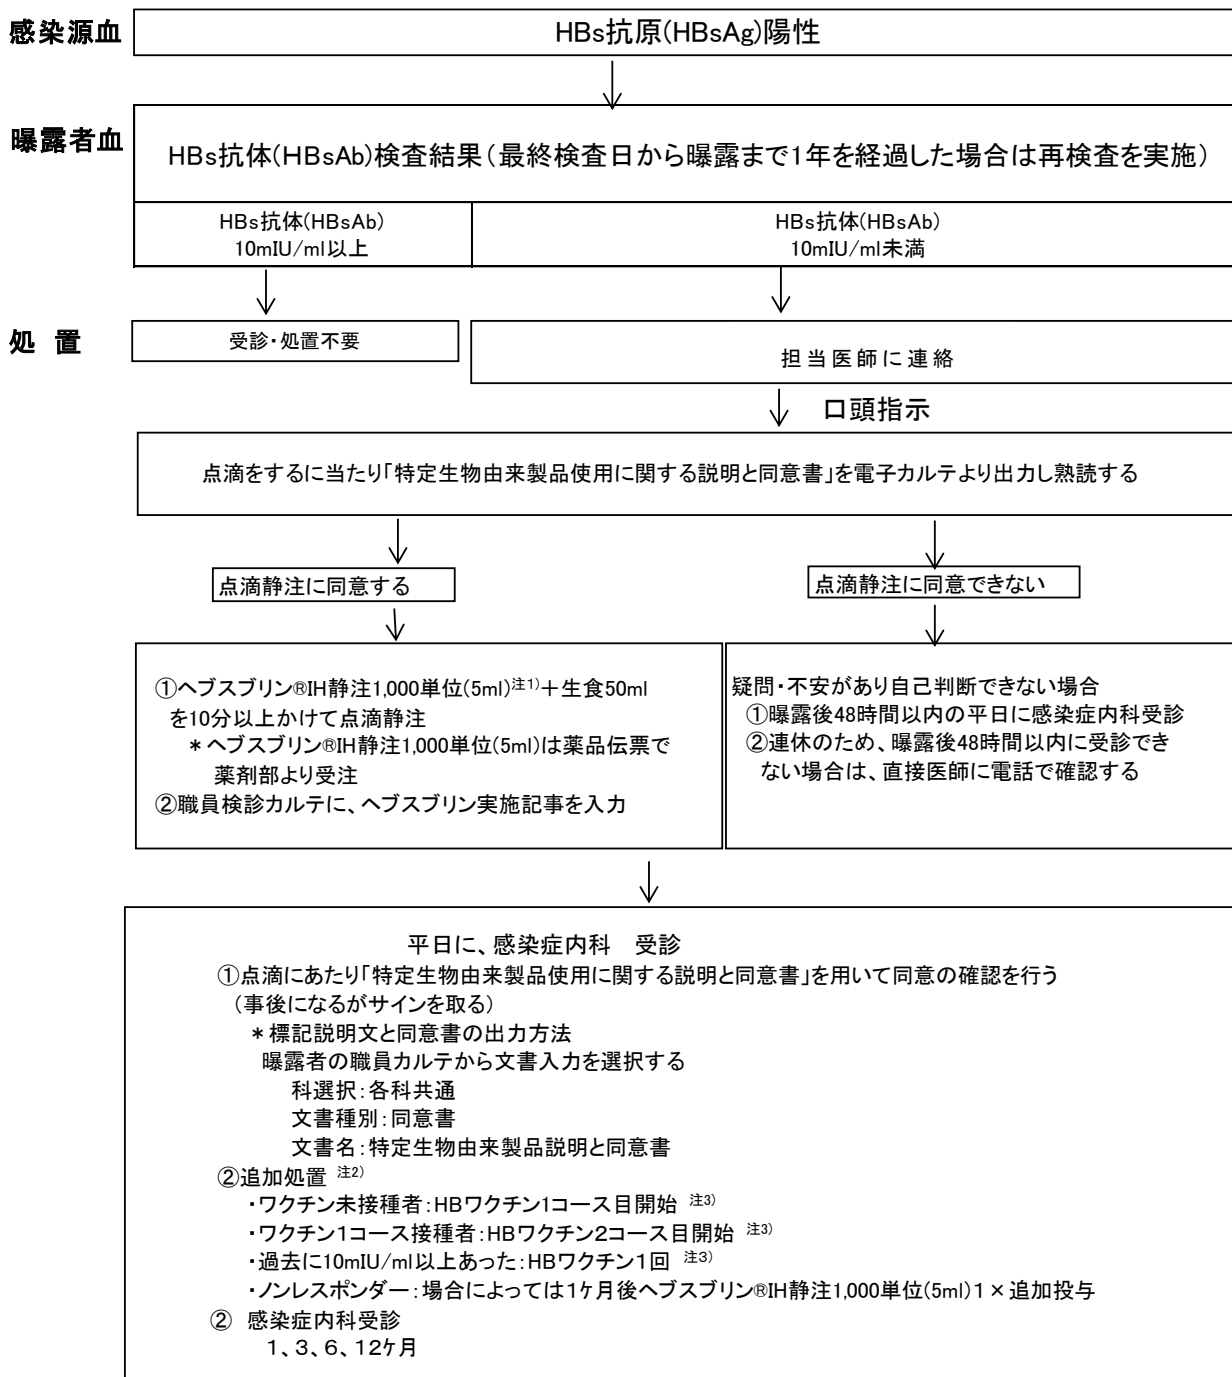 感染源血
HBs抗原(HBsAg)陽性
曝露者血
HBs抗体(HBsAb)検査結果(最終検査日から曝露まで1年を経過した場合は再検査を実施)
HBs抗体(HBsAb)
10mIU/ml以上
HBs抗体(HBsAb)
10mIU/ml未満
処 置
受診・処置不要
担当医師に連絡
口頭指示
点滴をするに当たり「特定生物由来製品使用に関する説明と同意書」を電子カルテより出力し熟読する
点滴静注に同意する
点滴静注に同意できない
①ヘブスブリン®IH静注1,000単位(5ml)注1)+生食50ml
を10分以上かけて点滴静注
*ヘブスブリン®IH静注1,000単位(5ml)は薬品伝票で
薬剤部より受注
②職員検診カルテに、ヘブスブリン実施記事を入力
疑問・不安があり自己判断できない場合
①曝露後48時間以内の平日に感染症内科受診
②連休のため、曝露後48時間以内に受診でき
ない場合は、直接医師に電話で確認する
平日に、感染症内科 受診
①点滴にあたり「特定生物由来製品使用に関する説明と同意書」を用いて同意の確認を行う
(事後になるがサインを取る)
*標記説明文と同意書の出力方法
曝露者の職員カルテから文書入力を選択する
科選択:各科共通
文書種別:同意書
文書名:特定生物由来製品説明と同意書
②追加処置 注2)
・ワクチン未接種者:HBワクチン1コース目開始 注3)
・ワクチン1コース接種者:HBワクチン2コース目開始 注3)
・過去に10mIU/ml以上あった:HBワクチン1回 注3)
・ノンレスポンダー:場合によっては1ヶ月後ヘブスブリン®IH静注1,000単位(5ml)1×追加投与
② 感染症内科受診
1、3、6、12ヶ月